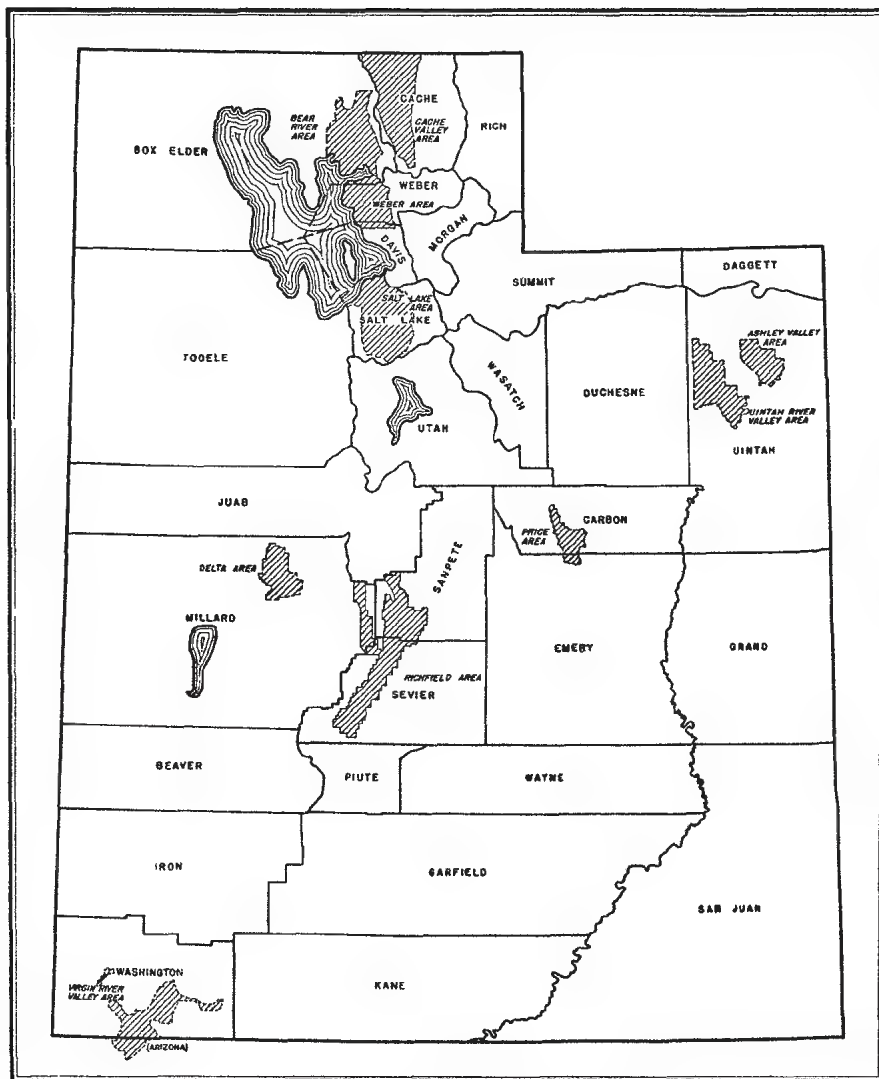 CACHE
BEAR
RIVER
AREA
CACHE
VALLEY
AREA
RICH
BOX ELDER
WEBER
WEBER AREA
MORGAN
DAVIS
SUMMIT
DAGGETT
SALT LAKE
AREA
SALT LAKE
ASHLEY VALLEY
AREA
TOOELE
WASATCH
DUCHESNE
UINTAH RIVER
VALLEY AREA
UTAH
UINTAH
JUAB
CARBON
PRICE
AREA
SANPETE
DELTA AREA
MILLARD
EMERY
GRAND
RICHFIELD AREA
SEVIER
BEAVER
PIUTE
WAYNE
IRON
GARFIELD
SAN JUAN
WASHINGTON
VIRGIN RIVER
VALLEY AREA
KANE
(ARIZONA)